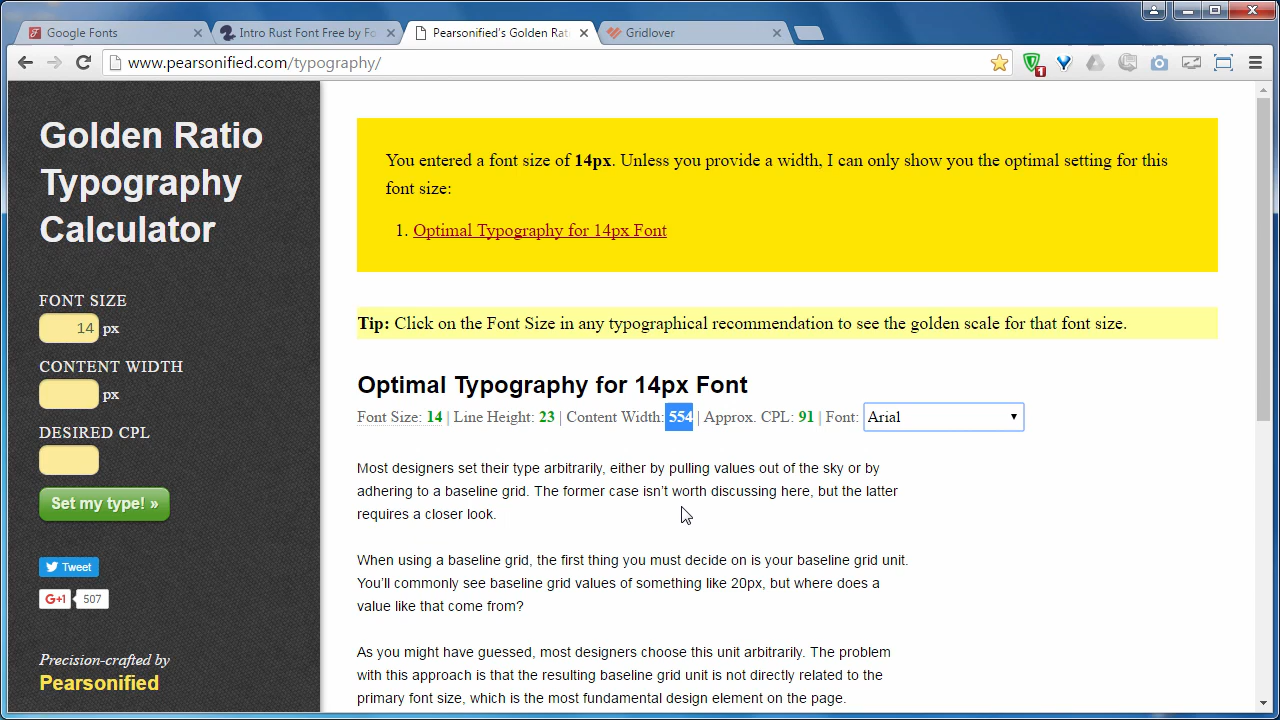 Google Fonts
Intro Rust Font Free by Fo
Pearsonified's Golden Rat
Gridlover
www.pearsonified.com/typography/
1
Golden Ratio
Typography
Calculator
FONT SIZE
14 px
CONTENT WIDTH
px
DESIRED CPL
Set my type! »
Tweet
G+1 507
Precision-crafted by
Pearsonified
You entered a font size of 14px. Unless you provide a width, I can only show you the optimal setting for this
font size:
1. Optimal Typography for 14px Font
Tip: Click on the Font Size in any typographical recommendation to see the golden scale for that font size.
Optimal Typography for 14px Font
Font Size: 14 | Line Height: 23 | Content Width: 554 | Approx. CPL: 91 | Font: Arial
Most designers set their type arbitrarily, either by pulling values out of the sky or by
adhering to a baseline grid. The former case isn't worth discussing here, but the latter
requires a closer look.
When using a baseline grid, the first thing you must decide on is your baseline grid unit.
You'll commonly see baseline grid values of something like 20px, but where does a
value like that come from?
As you might have guessed, most designers choose this unit arbitrarily. The problem
with this approach is that the resulting baseline grid unit is not directly related to the
primary font size, which is the most fundamental design element on the page.